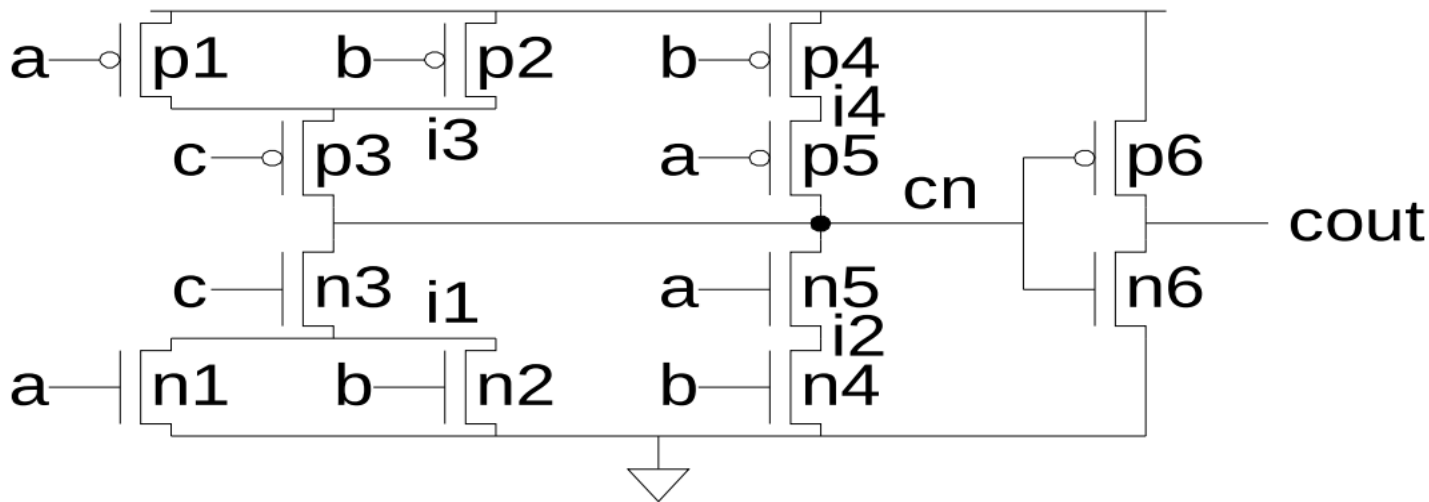 a p1 b p2 b p4
i4
c p3 i3 a p5 p6
cn
cout
c n3 i1 a n5 n6
i2
a n1 b n2 b n4